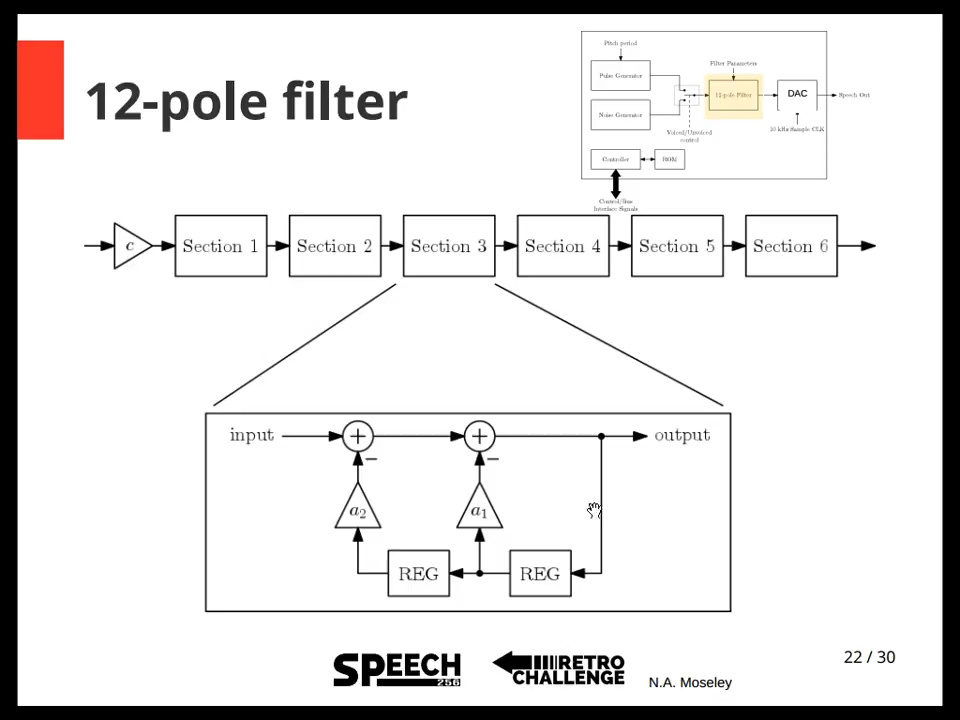 12-pole filter
Pitch period
Pulse Generator
Noise Generator
Filter Parameters
12-pole Filter
DAC
Speech Out
10 kHz Sample CLK
Voiced/Unvoiced
control
Controller
ROM
Control/Bus
Interface Signals
c
Section 1
Section 2
Section 3
Section 4
Section 5
Section 6
input
+
+
output
−
−
a2
a1
REG
REG
SPEECH
256
RETRO
CHALLENGE
N.A. Moseley
22 / 30